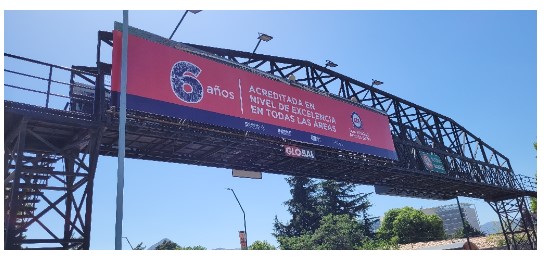 6 años
ACREDITADA EN
NIVEL DE EXCELENCIA
EN TODAS LAS ÁREAS
GLOBAL